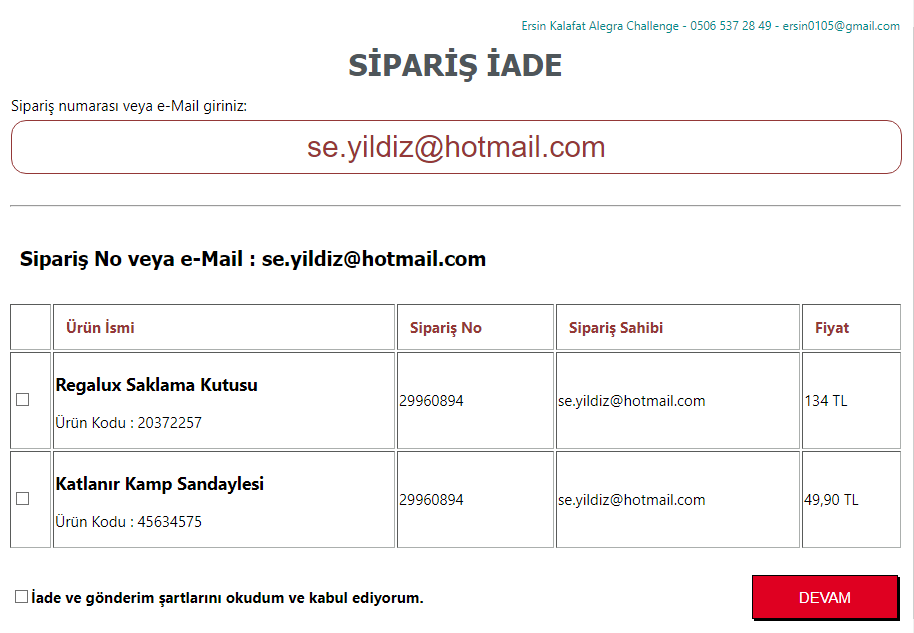 Ersin Kalafat Alegra Challenge - 0506 537 28 49 - ersin0105@gmail.com
SİPARİŞ İADE
Sipariş numarası veya e-Mail giriniz:
se.yildiz@hotmail.com
Sipariş No veya e-Mail : se.yildiz@hotmail.com
Ürün İsmi Sipariş No Sipariş Sahibi Fiyat
Regalux Saklama Kutusu
Ürün Kodu : 20372257
29960894 se.yildiz@hotmail.com 134 TL
Katlanır Kamp Sandaylesi
Ürün Kodu : 45634575
29960894 se.yildiz@hotmail.com 49,90 TL
İade ve gönderim şartlarını okudum ve kabul ediyorum.
DEVAM